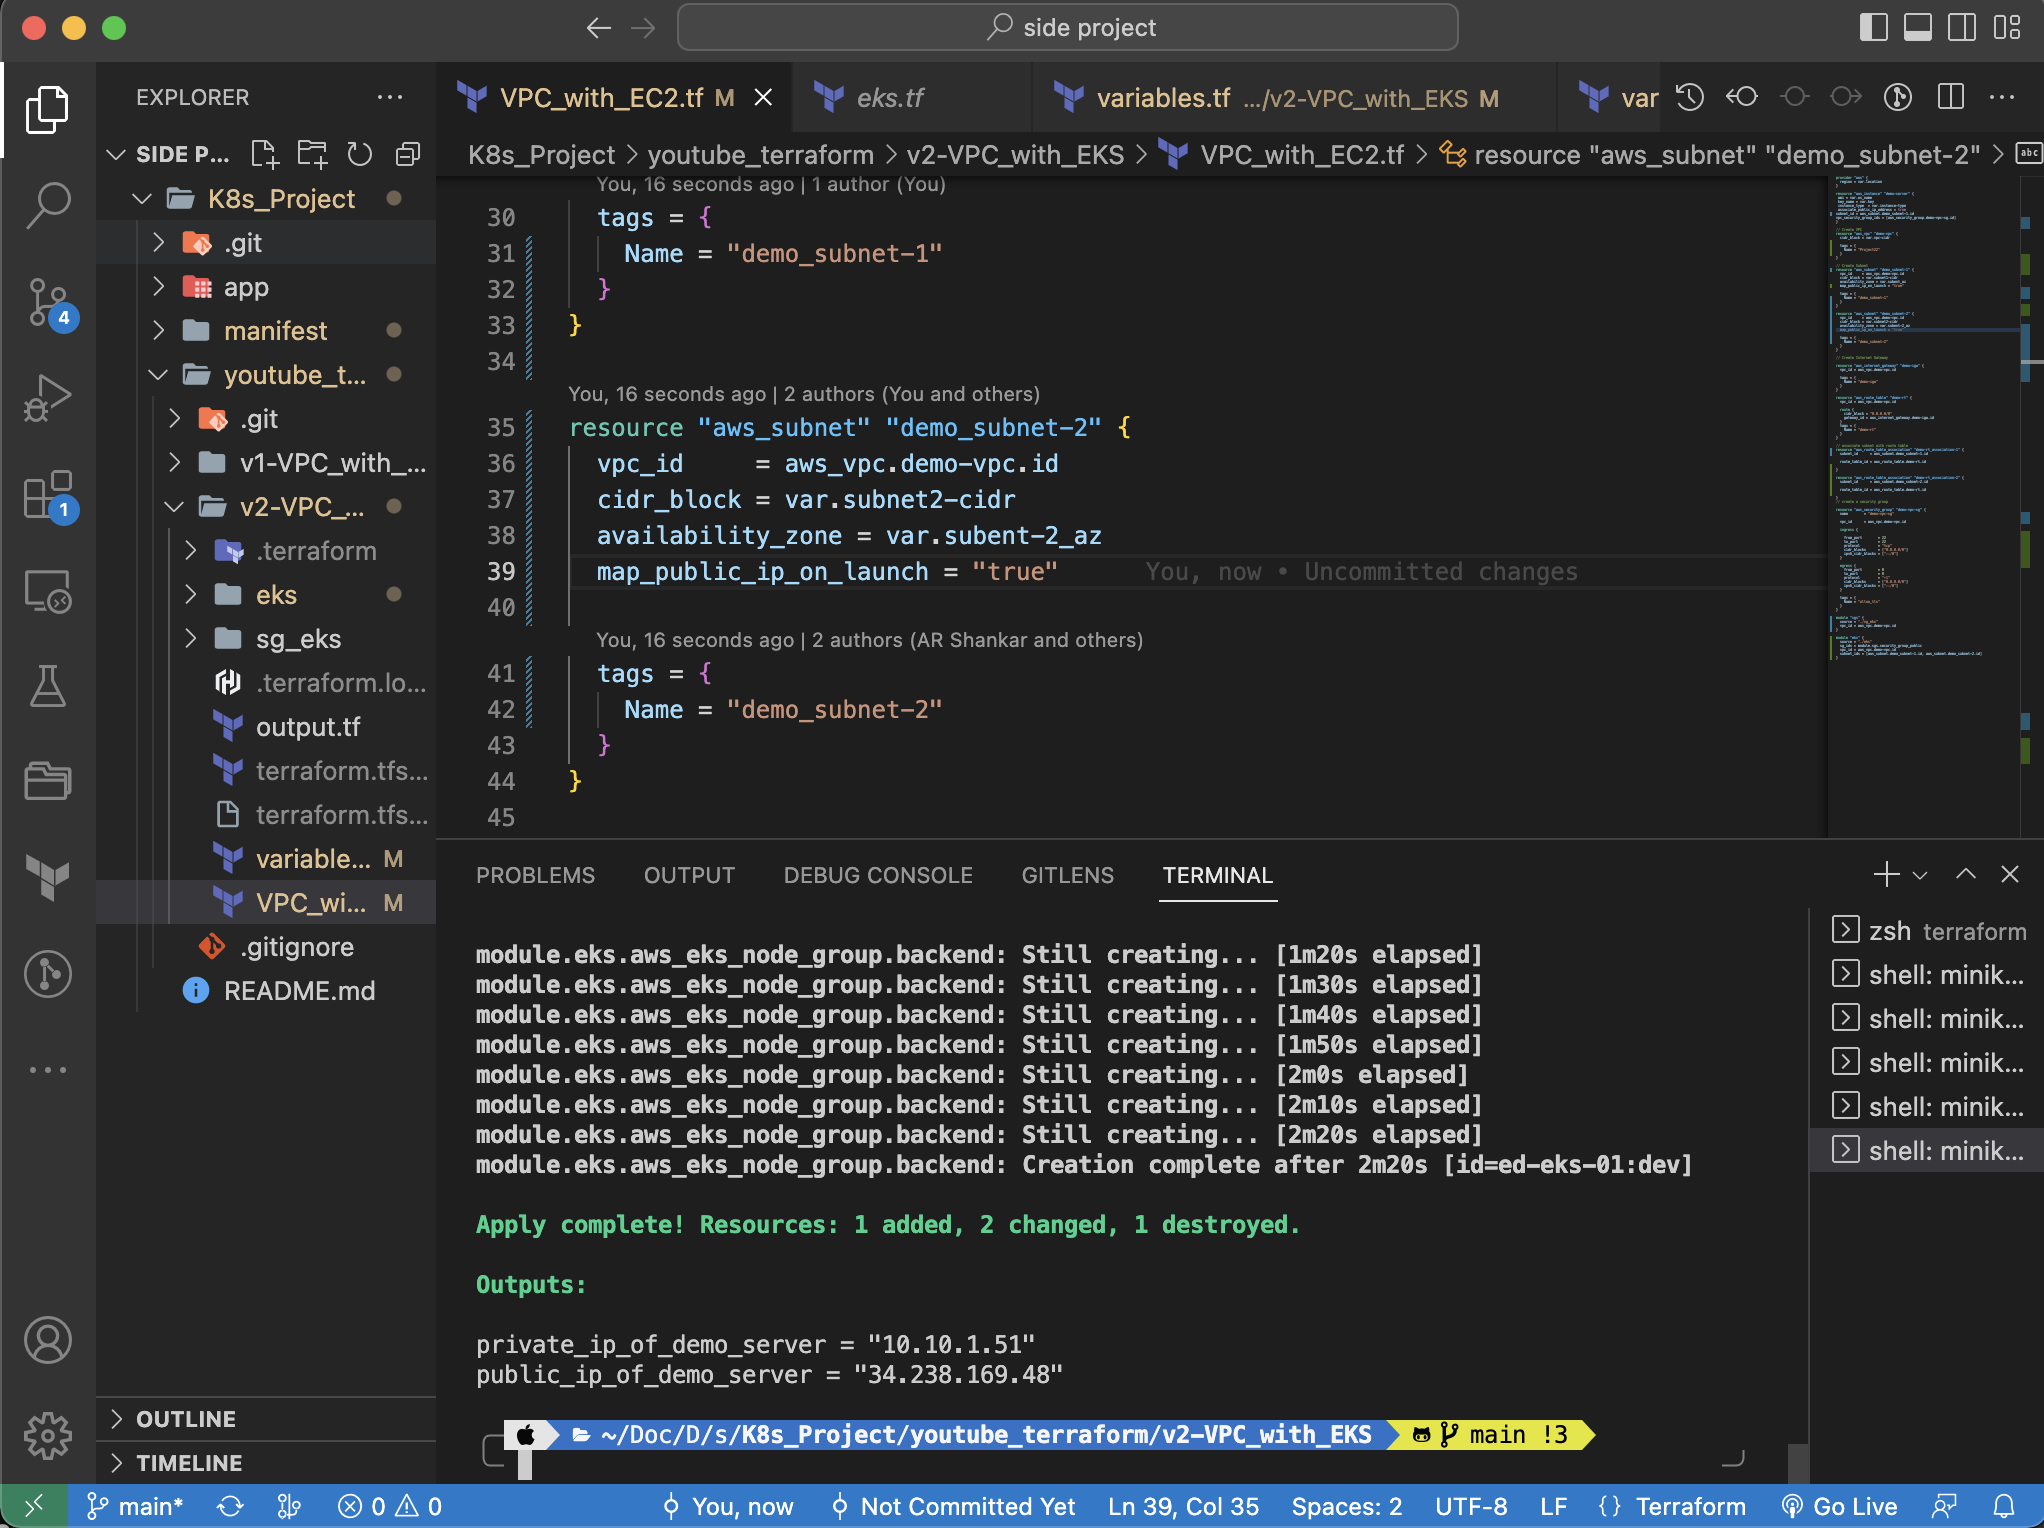 side project
EXPLORER
SIDE P...
K8s_Project
.git
app
manifest
youtube_t...
.git
v1-VPC_with_...
v2-VPC_...
.terraform
eks
sg_eks
.terraform.lo...
output.tf
terraform.tfs...
terraform.tfs...
variable... M
VPC_wi... M
.gitignore
README.md
OUTLINE
TIMELINE
4
1
VPC_with_EC2.tf M
eks.tf
variables.tf .../v2-VPC_with_EKS M
var
K8s_Project > youtube_terraform > v2-VPC_with_EKS > VPC_with_EC2.tf > resource "aws_subnet" "demo_subnet-2" > abc
You, 16 seconds ago | 1 author (You)
30 tags = {
31 Name = "demo_subnet-1"
32 }
33 }
34
You, 16 seconds ago | 2 authors (You and others)
35 resource "aws_subnet" "demo_subnet-2" {
36 vpc_id = aws_vpc.demo-vpc.id
37 cidr_block = var.subnet2-cidr
38 availability_zone = var.subent-2_az
39 map_public_ip_on_launch = "true" You, now • Uncommitted changes
40
You, 16 seconds ago | 2 authors (AR Shankar and others)
41 tags = {
42 Name = "demo_subnet-2"
43 }
44 }
45
PROBLEMS OUTPUT DEBUG CONSOLE GITLENS TERMINAL
module.eks.aws_eks_node_group.backend: Still creating... [1m20s elapsed]
module.eks.aws_eks_node_group.backend: Still creating... [1m30s elapsed]
module.eks.aws_eks_node_group.backend: Still creating... [1m40s elapsed]
module.eks.aws_eks_node_group.backend: Still creating... [1m50s elapsed]
module.eks.aws_eks_node_group.backend: Still creating... [2m0s elapsed]
module.eks.aws_eks_node_group.backend: Still creating... [2m10s elapsed]
module.eks.aws_eks_node_group.backend: Still creating... [2m20s elapsed]
module.eks.aws_eks_node_group.backend: Creation complete after 2m20s [id=ed-eks-01:dev]
Apply complete! Resources: 1 added, 2 changed, 1 destroyed.
Outputs:
private_ip_of_demo_server = "10.10.1.51"
public_ip_of_demo_server = "34.238.169.48"
~/Doc/D/s/K8s_Project/youtube_terraform/v2-VPC_with_EKS main !3
zsh terraform
shell: minik...
shell: minik...
shell: minik...
shell: minik...
shell: minik...
main* 0 0 You, now Not Committed Yet Ln 39, Col 35 Spaces: 2 UTF-8 LF {} Terraform Go Live